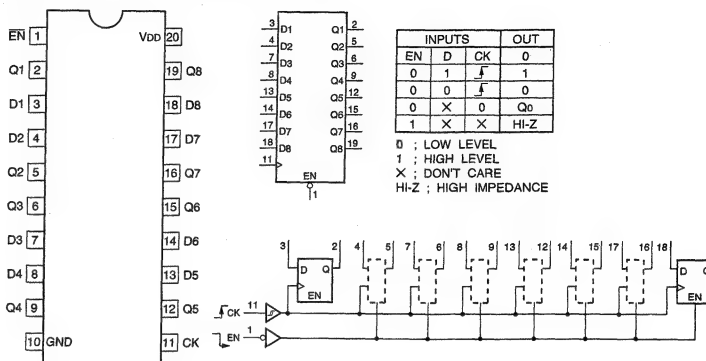 EN 1
VDD 20
Q1 2
19 Q8
D1 3
18 D8
D2 4
17 D7
Q2 5
16 Q7
Q3 6
15 Q6
D3 7
14 D6
D4 8
13 D5
Q4 9
12 Q5
10 GND
11 CK
3 D1 Q1 2
4 D2 Q2 5
7 D3 Q3 6
8 D4 Q4 9
13 D5 Q5 12
14 D6 Q6 15
17 D7 Q7 16
18 D8 Q8 19
11
EN
1
INPUTS OUT
EN D CK 0
0 1 1
0 0 0
0 X 0 Q0
1 X X HI-Z
0 ; LOW LEVEL
1 ; HIGH LEVEL
X ; DON'T CARE
HI-Z ; HIGH IMPEDANCE
3 2 4 5 7 6 8 9 13 12 14 15 17 16 18
D Q
EN
D Q
EN
CK 11
EN 1